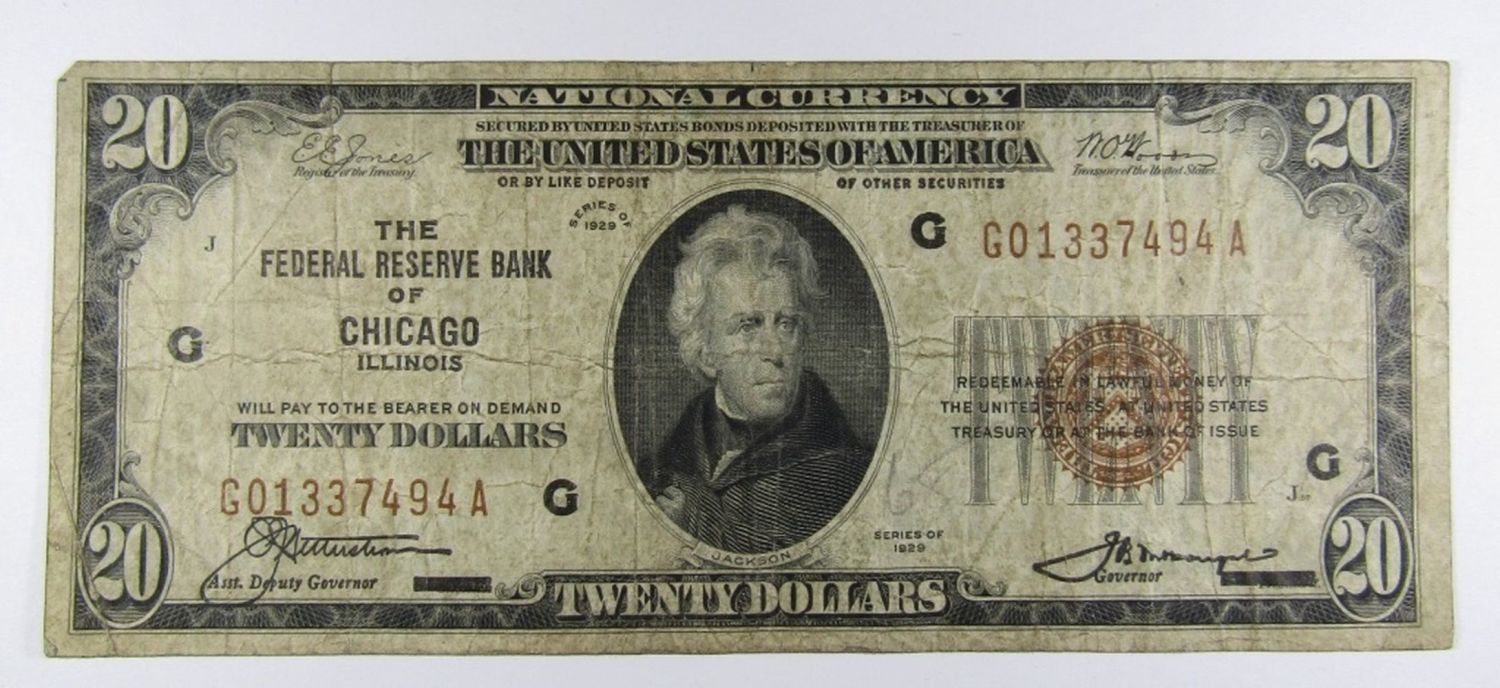 NATIONAL CURRENCY
20
20
SECURED BY UNITED STATES BONDS DEPOSITED WITH THE TREASURER OF
E E Jones
THE UNITED STATES OF AMERICA
W O Woods
Register of the Treasury.
Treasurer of the United States.
OR BY LIKE DEPOSIT OF OTHER SECURITIES
SERIES OF
1929
J
THE
FEDERAL RESERVE BANK
OF
CHICAGO
ILLINOIS
G
G
G01337494A
G
WILL PAY TO THE BEARER ON DEMAND
TWENTY DOLLARS
REDEEMABLE IN LAWFUL MONEY OF
THE UNITED STATES, AT UNITED STATES
TREASURY OR AT THE BANK OF ISSUE
TWENTY
G01337494A
G
G
68
JACKSON
SERIES OF
1929
Asst. Deputy Governor
Governor
20
TWENTY DOLLARS
20